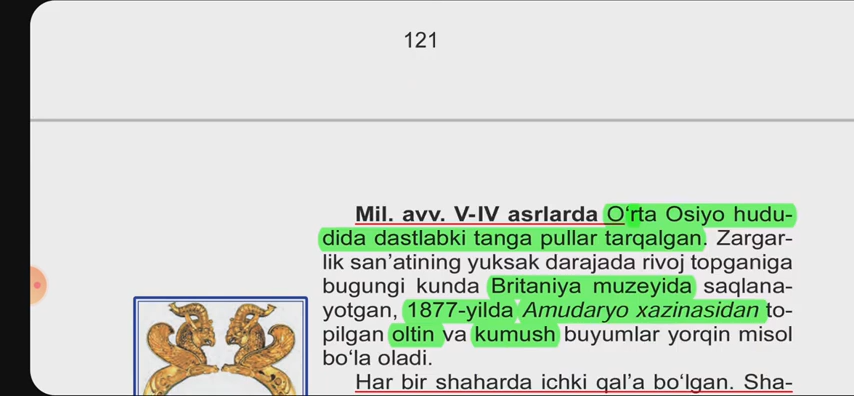 121
Mil. avv. V-IV asrlarda O‘rta Osiyo hudu-
dida dastlabki tanga pullar tarqalgan. Zargar-
lik san’atining yuksak darajada rivoj topganiga
bugungi kunda Britaniya muzeyida saqlana-
yotgan, 1877-yilda Amudaryo xazinasidan to-
pilgan oltin va kumush buyumlar yorqin misol
bo‘la oladi.
Har bir shaharda ichki qal’a bo‘lgan. Sha-